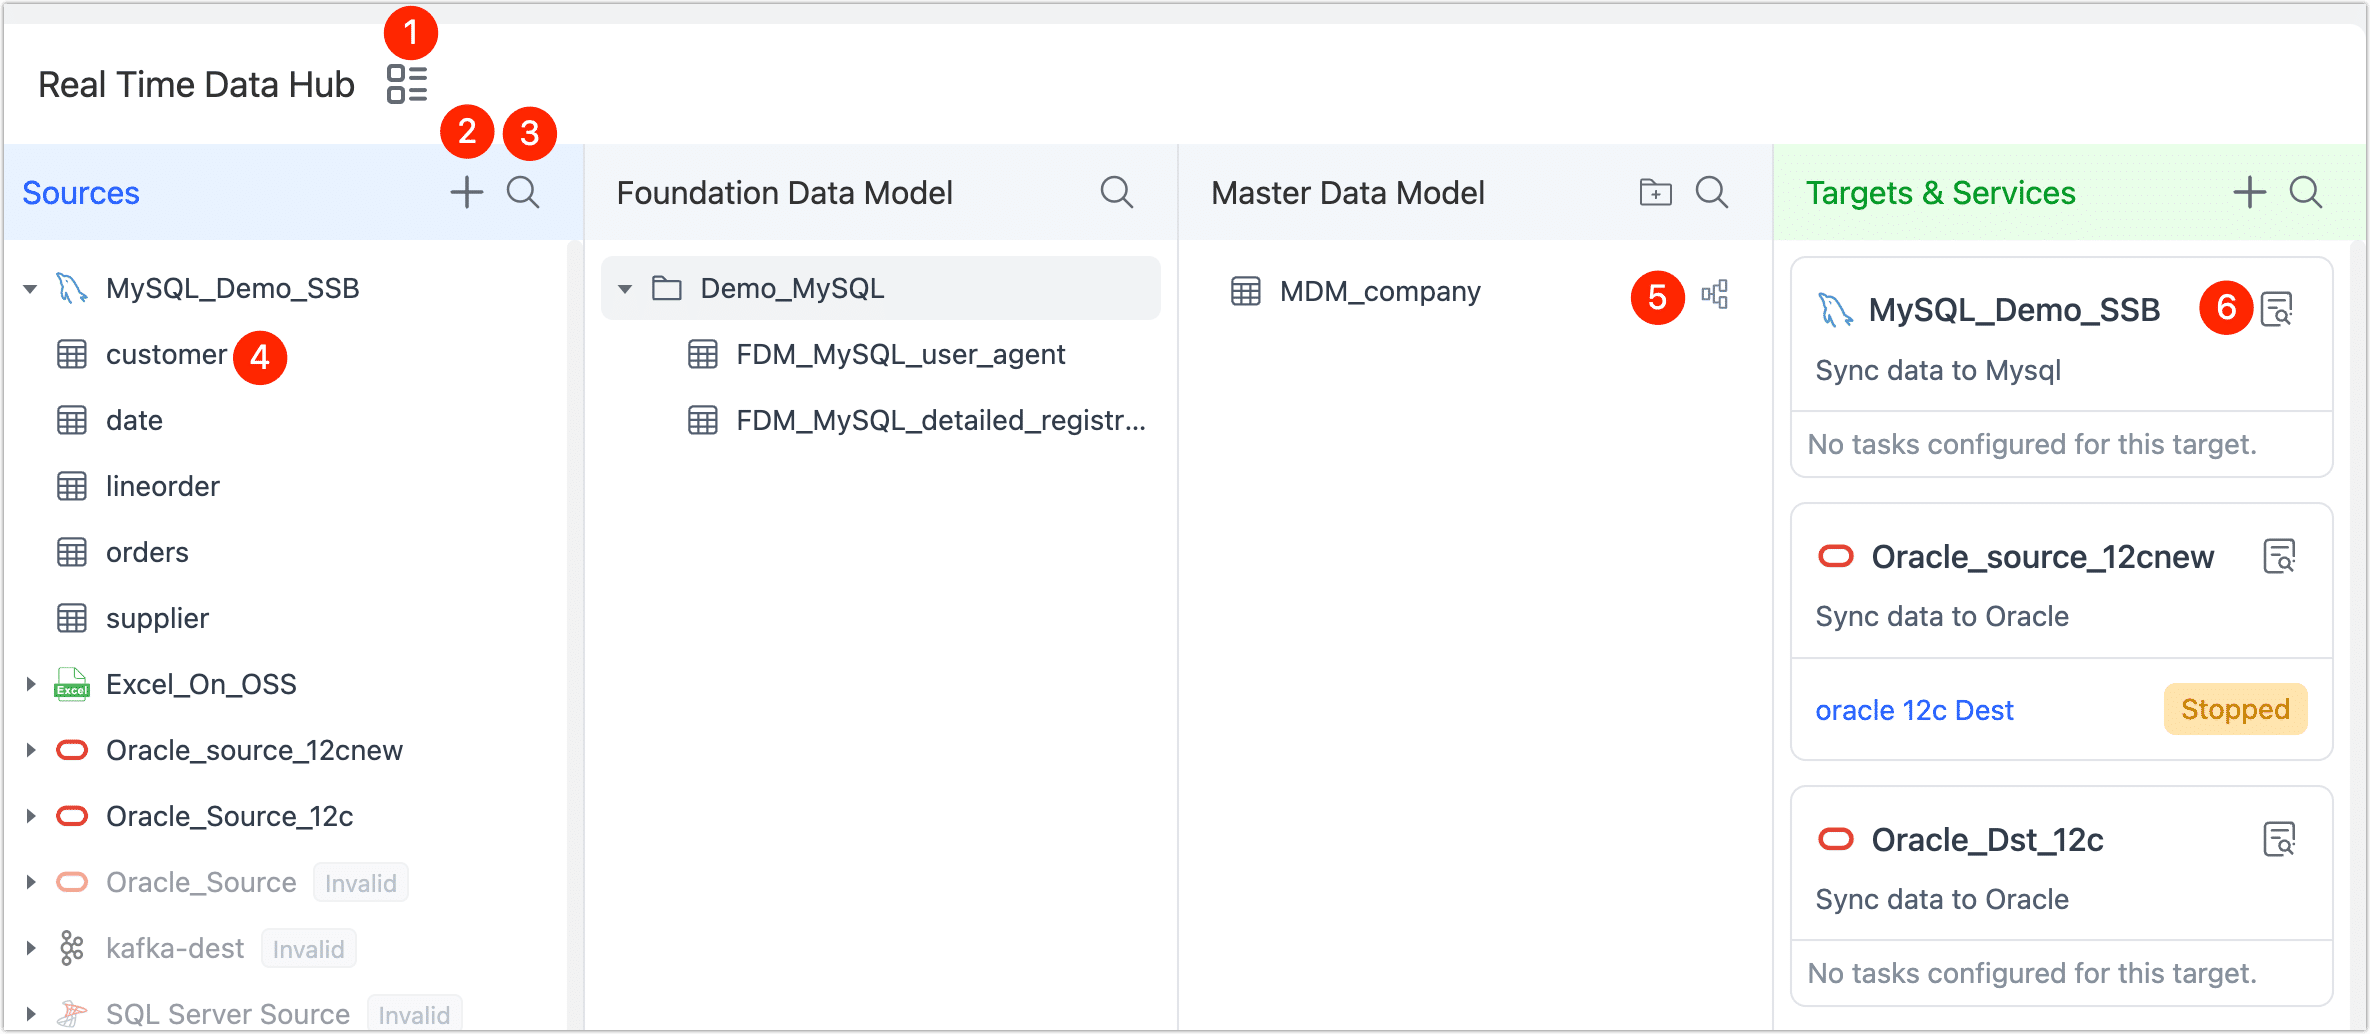 1
Real Time Data Hub
2
3
Sources
MySQL_Demo_SSB
customer
4
date
lineorder
orders
supplier
Excel
Excel_On_OSS
Oracle_source_12cnew
Oracle_Source_12c
Oracle_Source Invalid
kafka-dest Invalid
SQL Server Source Invalid
Foundation Data Model
Demo_MySQL
FDM_MySQL_user_agent
FDM_MySQL_detailed_registr...
Master Data Model
MDM_company
5
Targets & Services
MySQL_Demo_SSB
6
Sync data to Mysql
No tasks configured for this target.
Oracle_source_12cnew
Sync data to Oracle
oracle 12c Dest Stopped
Oracle_Dst_12c
Sync data to Oracle
No tasks configured for this target.